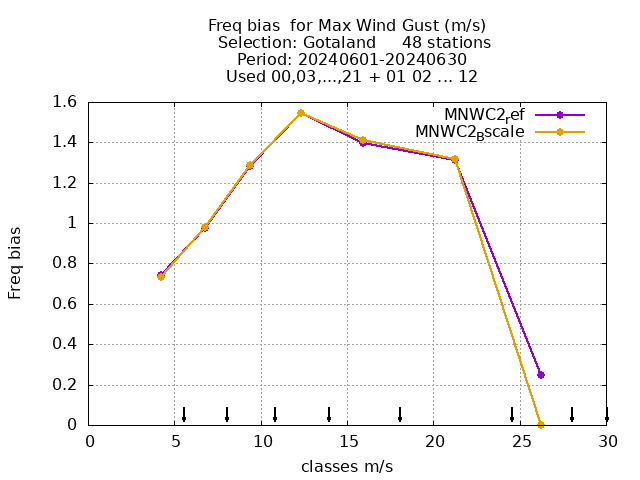 Freq bias  for Max Wind Gust (m/s)
Selection: Gotaland     48 stations
Period: 20240601-20240630
Used 00,03,...,21 + 01 02 ... 12
MNWC2_ref
MNWC2_Bscale
1.6
1.4
1.2
1
0.8
0.6
0.4
0.2
0
Freq bias
0 5 10 15 20 25 30
classes m/s